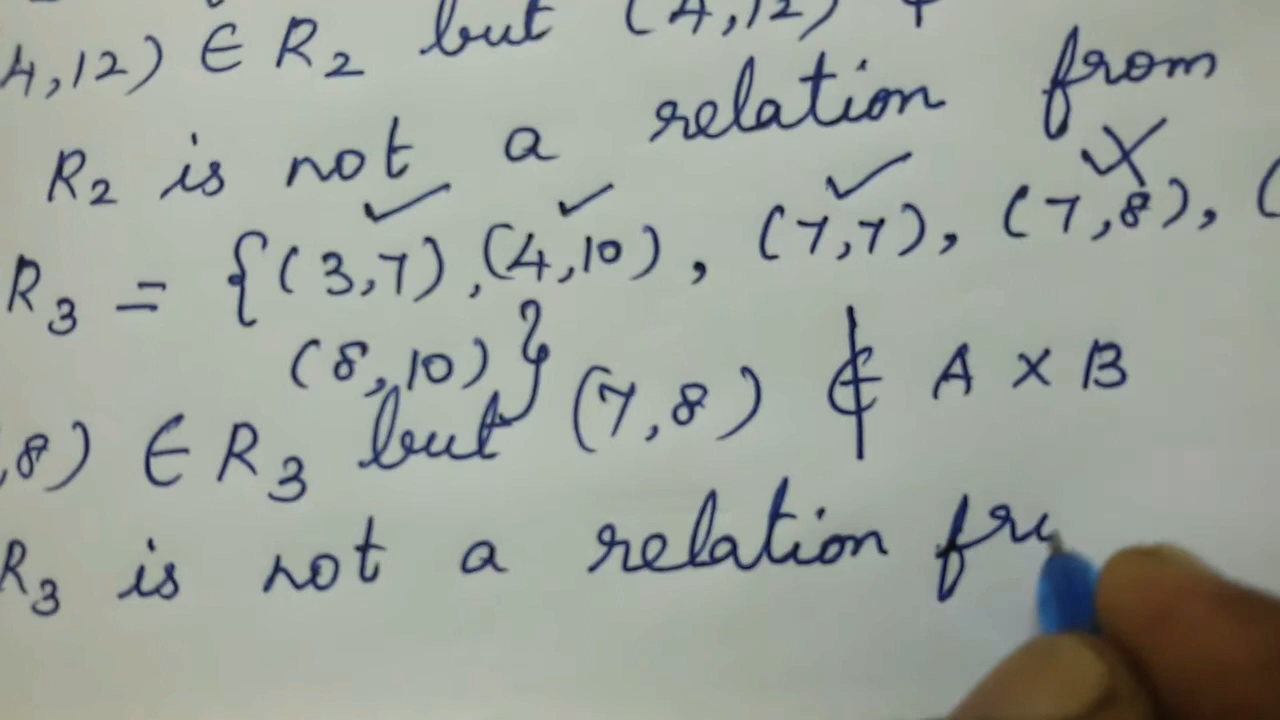 4,12) ∈ R₂ but (4,12)
R₂ is not a relation from
R₃ = {(3,7), (4,10), (7,7), (7,8), (
(8,10)}
,8) ∈ R₃ but (7,8) ∉ A × B
R₃ is not a relation fro